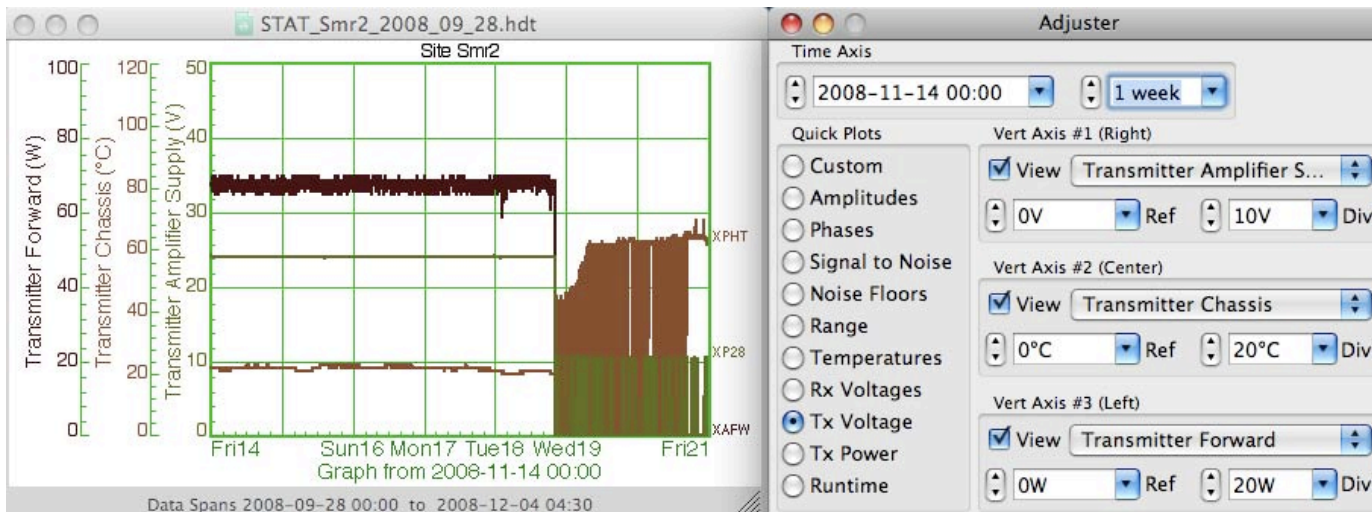 STAT_Smr2_2008_09_28.hdt
Site Smr2
Transmitter Forward (W)
100
80
60
40
20
0
Transmitter Chassis (°C)
120
100
80
60
40
20
0
Transmitter Amplifier Supply (V)
50
40
30
20
10
0
XPHT
XP28
XAFW
Fri14 Sun16 Mon17 Tue18 Wed19 Fri21
Graph from 2008-11-14 00:00
Data Spans 2008-09-28 00:00 to 2008-12-04 04:30
Adjuster
Time Axis
2008-11-14 00:00 1 week
Quick Plots
Custom
Amplitudes
Phases
Signal to Noise
Noise Floors
Range
Temperatures
Rx Voltages
Tx Voltage
Tx Power
Runtime
Vert Axis #1 (Right)
View Transmitter Amplifier S...
0V Ref 10V Div
Vert Axis #2 (Center)
View Transmitter Chassis
0°C Ref 20°C Div
Vert Axis #3 (Left)
View Transmitter Forward
0W Ref 20W Div